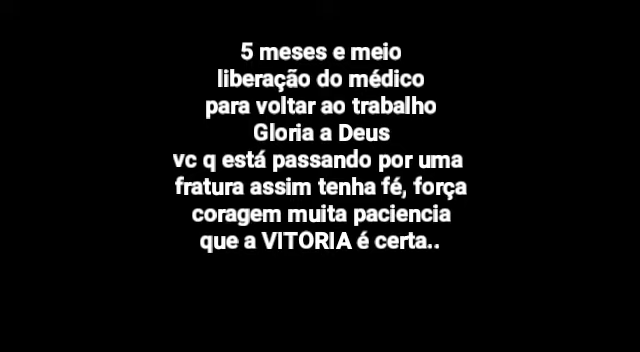 5 meses e meio
liberação do médico
para voltar ao trabalho
Gloria a Deus
vc q está passando por uma
fratura assim tenha fé, força
coragem muita paciencia
que a VITORIA é certa..